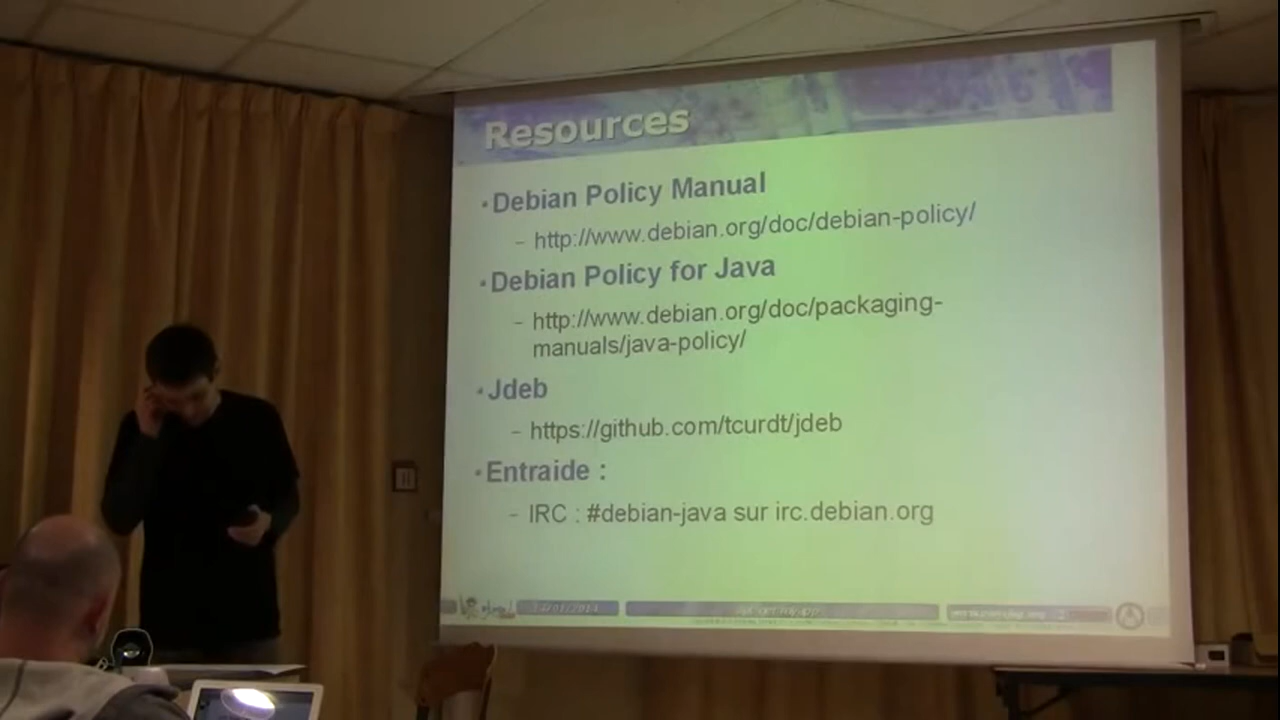 Resources
• Debian Policy Manual
– http://www.debian.org/doc/debian-policy/
• Debian Policy for Java
– http://www.debian.org/doc/packaging-
manuals/java-policy/
• Jdeb
– https://github.com/tcurdt/jdeb
• Entraide :
– IRC : #debian-java sur irc.debian.org